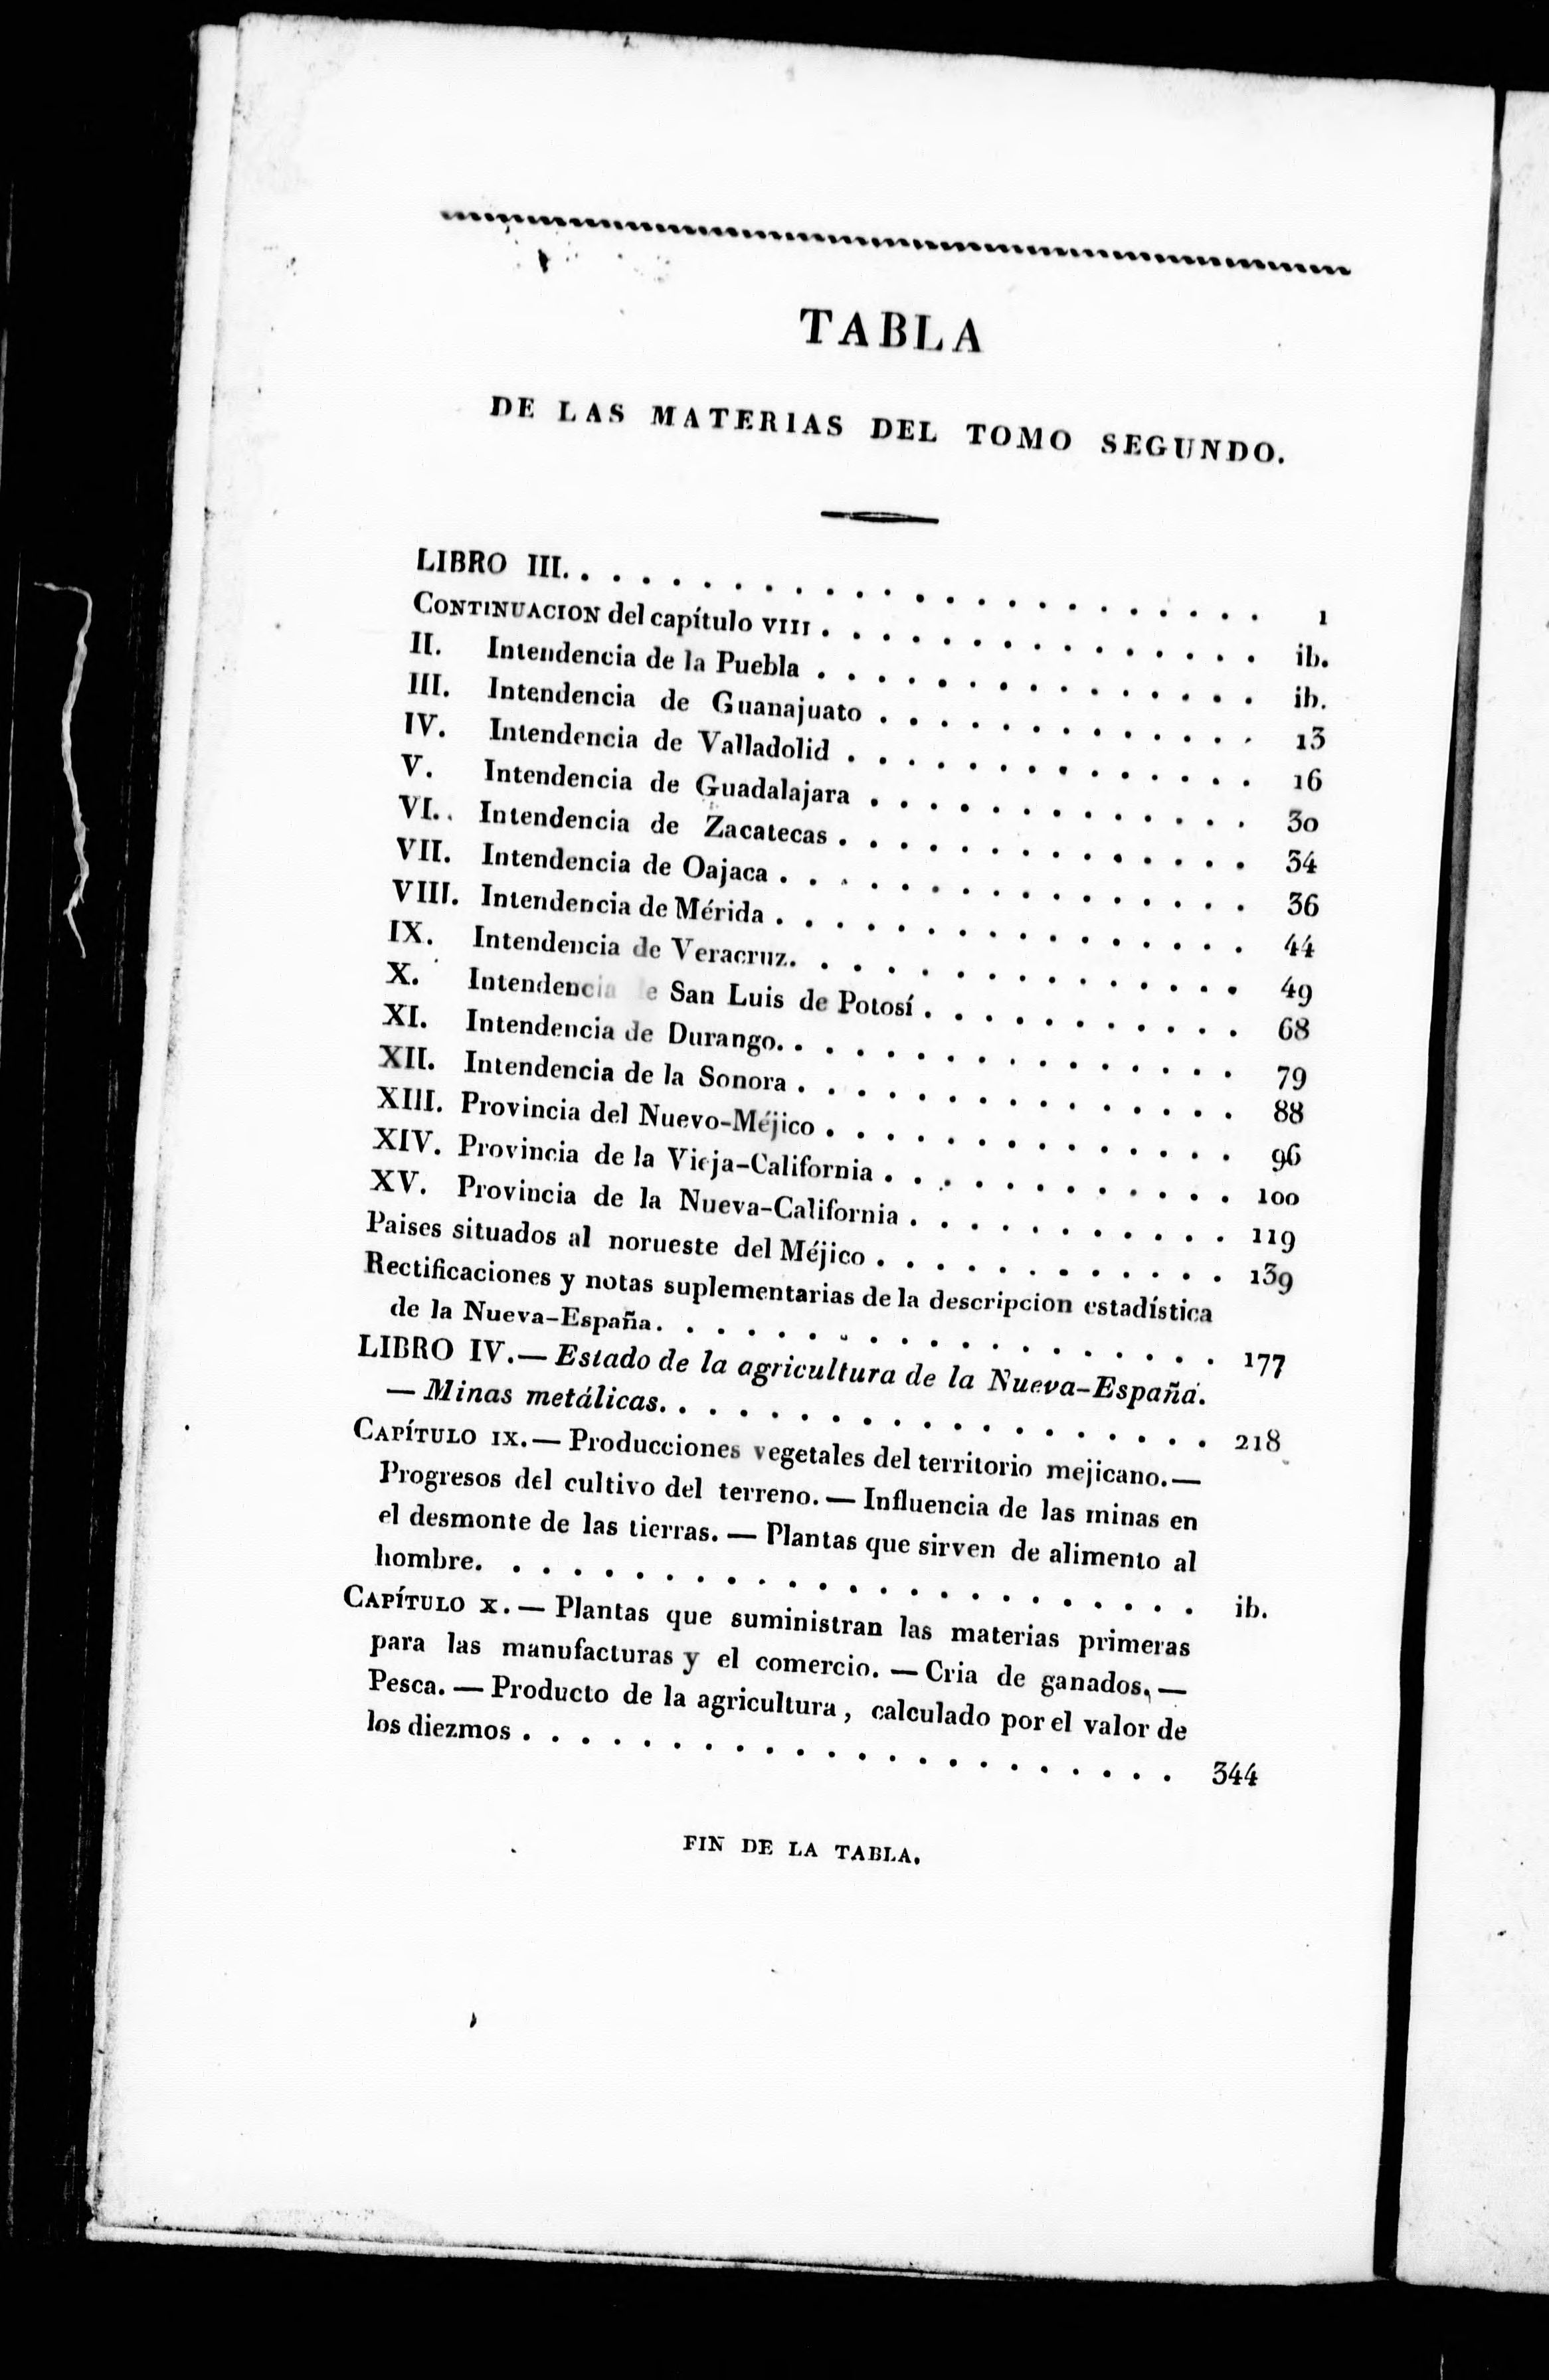 TABLA
DE LAS MATERIAS DEL TOMO SEGUNDO.
LIBRO III. . . . . . . . . . . . . . . . . . . . . . . . 1
CONTINUACION del capítulo VIII . . . . . . . . . . . . . . . ib.
II. Intendencia de la Puebla . . . . . . . . . . . . . . . ib.
III. Intendencia de Guanajuato . . . . . . . . . . . . . 13
IV. Intendencia de Valladolid . . . . . . . . . . . . . . 16
V. Intendencia de Guadalajara . . . . . . . . . . . . . 30
VI. Intendencia de Zacatecas . . . . . . . . . . . . . . 34
VII. Intendencia de Oajaca . . . . . . . . . . . . . . . . 36
VIII. Intendencia de Mérida . . . . . . . . . . . . . . . . 44
IX. Intendencia de Veracruz. . . . . . . . . . . . . . . . 49
X. Intendencia de San Luis de Potosí . . . . . . . . . . . 68
XI. Intendencia de Durango. . . . . . . . . . . . . . . . 79
XII. Intendencia de la Sonora . . . . . . . . . . . . . . . 88
XIII. Provincia del Nuevo-Méjico . . . . . . . . . . . . . . 96
XIV. Provincia de la Vieja-California . . . . . . . . . . . . 100
XV. Provincia de la Nueva-California . . . . . . . . . . . 119
Paises situados al norueste del Méjico . . . . . . . . . . . . 139
Rectificaciones y notas suplementarias de la descripcion estadística
de la Nueva-España. . . . . . . . . . . . . . . . . . . 177
LIBRO IV.— Estado de la agricultura de la Nueva-España.
— Minas metálicas. . . . . . . . . . . . . . . . . . . 218
CAPÍTULO IX.— Producciones vegetales del territorio mejicano.—
Progresos del cultivo del terreno. — Influencia de las minas en
el desmonte de las tierras. — Plantas que sirven de alimento al
hombre. . . . . . . . . . . . . . . . . . . . . . . . ib.
CAPÍTULO X. — Plantas que suministran las materias primeras
para las manufacturas y el comercio. — Cria de ganados. —
Pesca. — Producto de la agricultura, calculado por el valor de
los diezmos . . . . . . . . . . . . . . . . . . . . . . 344
FIN DE LA TABLA.